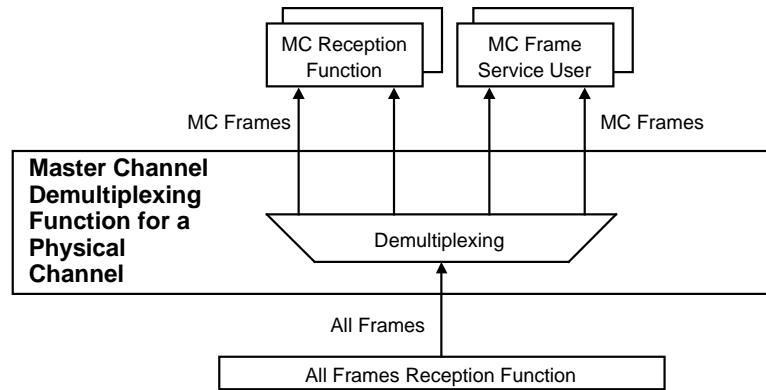 MC Reception
Function
MC Frame
Service User
MC Frames
MC Frames
Master Channel
Demultiplexing
Function for a
Physical
Channel
Demultiplexing
All Frames
All Frames Reception Function